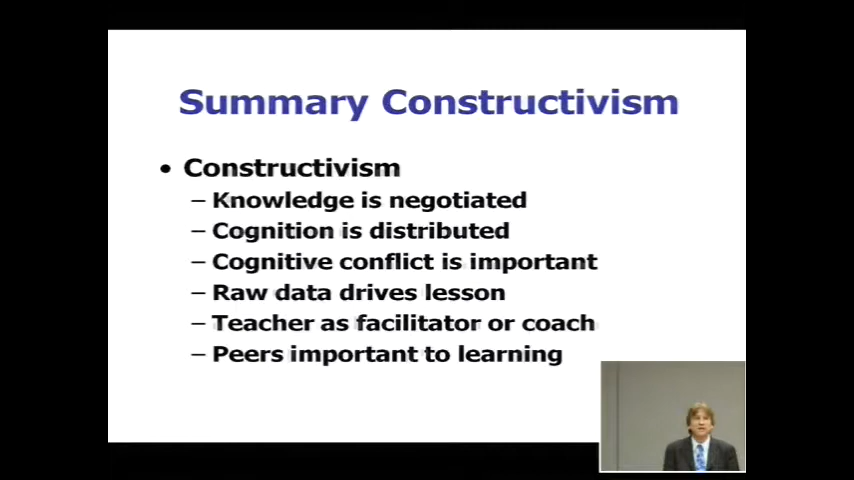 Summary Constructivism
• Constructivism
– Knowledge is negotiated
– Cognition is distributed
– Cognitive conflict is important
– Raw data drives lesson
– Teacher as facilitator or coach
– Peers important to learning